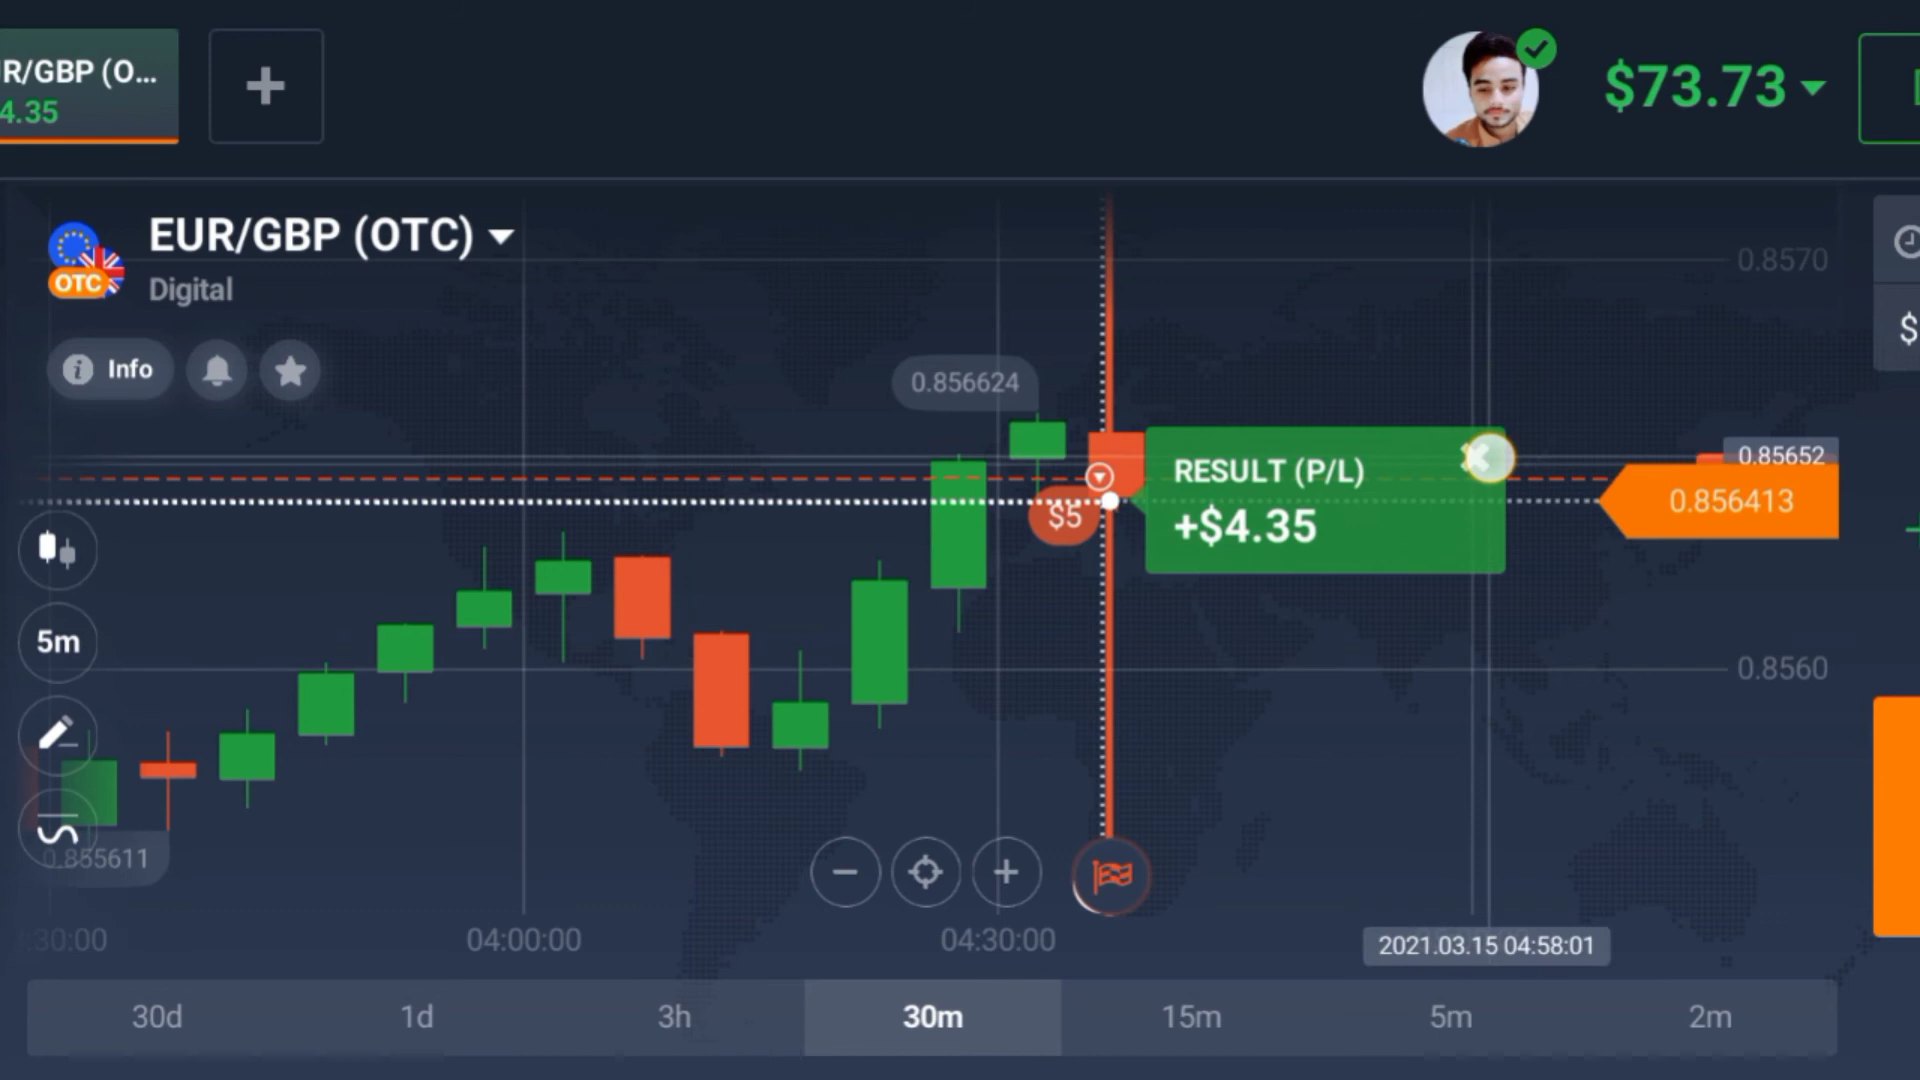 R/GBP (O...
4.35
$73.73
EUR/GBP (OTC)
OTC
Digital
Info
0.8570
$
0.856624
RESULT (P/L)
+$4.35
$5
0.85652
0.856413
5m
0.8560
0.855611
:30:00
04:00:00
04:30:00
2021.03.15 04:58:01
30d
1d
3h
30m
15m
5m
2m